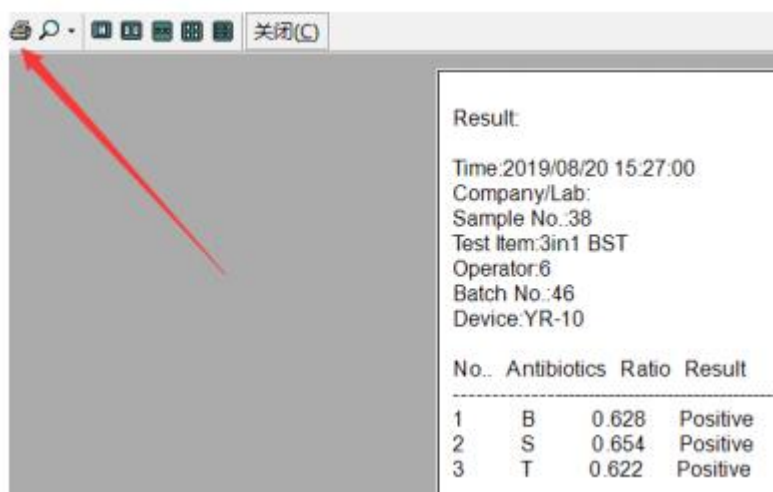 关闭(C)
Result:
Time:2019/08/20 15:27:00
Company/Lab:
Sample No.:38
Test Item:3in1 BST
Operator:6
Batch No.:46
Device:YR-10
No.. Antibiotics Ratio Result
--------------------------------------------------
1 B 0.628 Positive
2 S 0.654 Positive
3 T 0.622 Positive